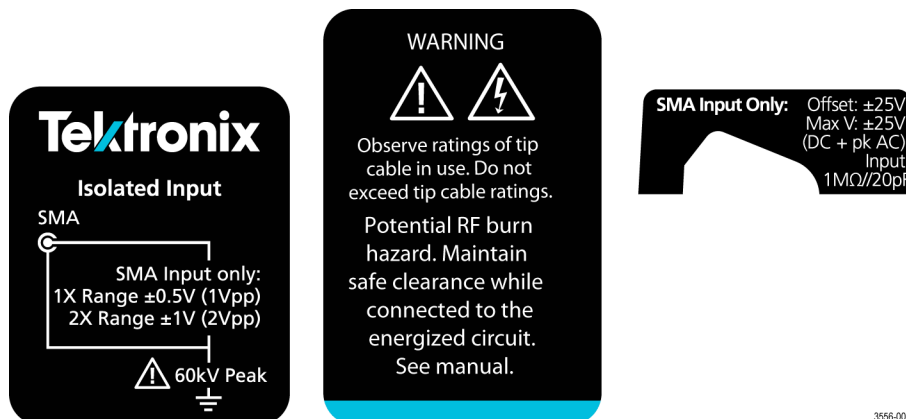 Tektronix
Isolated Input
SMA
SMA Input only:
1X Range ±0.5V (1Vpp)
2X Range ±1V (2Vpp)
60kV Peak
WARNING
Observe ratings of tip
cable in use. Do not
exceed tip cable ratings.
Potential RF burn
hazard. Maintain
safe clearance while
connected to the
energized circuit.
See manual.
SMA Input Only: Offset: ±25V
Max V: ±25V
(DC + pk AC)
Input
1MΩ//20pF
3556-00